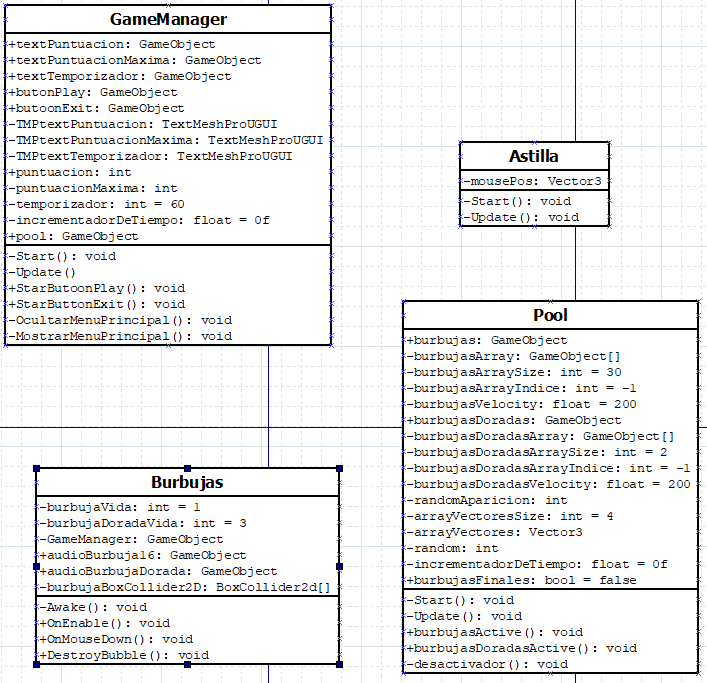 GameManager
+textPuntuacion: GameObject
+textPuntuacionMaxima: GameObject
+textTemporizador: GameObject
+butonPlay: GameObject
+butoonExit: GameObject
-TMPtextPuntuacion: TextMeshProUGUI
-TMPtextPuntuacionMaxima: TextMeshProUGUI
-TMPtextTemporizador: TextMeshProUGUI
+puntuacion: int
-puntuacionMaxima: int
-temporizador: int = 60
-incrementadorDeTiempo: float = 0f
+pool: GameObject
-Start(): void
-Update()
+StarButoonPlay(): void
+StarButtonExit(): void
-OcultarMenuPrincipal(): void
-MostrarMenuPrincipal(): void
Astilla
-mousePos: Vector3
-Start(): void
-Update(): void
Pool
+burbujas: GameObject
-burbujasArray: GameObject[]
-burbujasArraySize: int = 30
-burbujasArrayIndice: int = -1
-burbujasVelocity: float = 200
+burbujasDoradas: GameObject
-burbujasDoradasArray: GameObject[]
-burbujasDoradasArraySize: int = 2
-burbujasDoradasArrayIndice: int = -1
-burbujasDoradasVelocity: float = 200
-randomAparicion: int
-arrayVectoresSize: int = 4
-arrayVectores: Vector3
-random: int
-incrementadorDeTiempo: float = 0f
+burbujasFinales: bool = false
-Start(): void
-Update(): void
+burbujasActive(): void
+burbujasDoradasActive(): void
-desactivador(): void
Burbujas
-burbujaVida: int = 1
-burbujaDoradaVida: int = 3
-GameManager: GameObject
+audioBurbuja16: GameObject
+audioBurbujaDorada: GameObject
-burbujaBoxCollider2D: BoxCollider2d[]
-Awake(): void
+OnEnable(): void
+OnMouseDown(): void
+DestroyBubble(): void